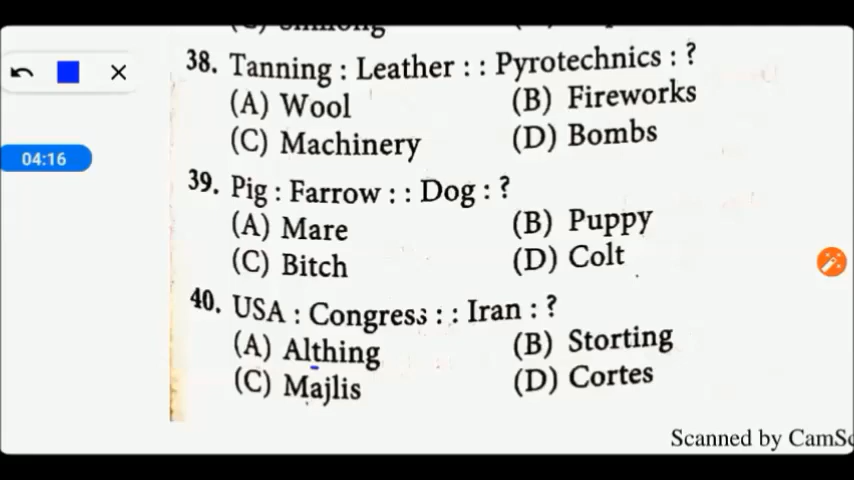 38. Tanning : Leather : : Pyrotechnics : ?
(A) Wool (B) Fireworks
(C) Machinery (D) Bombs
04:16
39. Pig : Farrow : : Dog : ?
(A) Mare (B) Puppy
(C) Bitch (D) Colt
40. USA : Congress : : Iran : ?
(A) Althing (B) Storting
(C) Majlis (D) Cortes
Scanned by CamSc